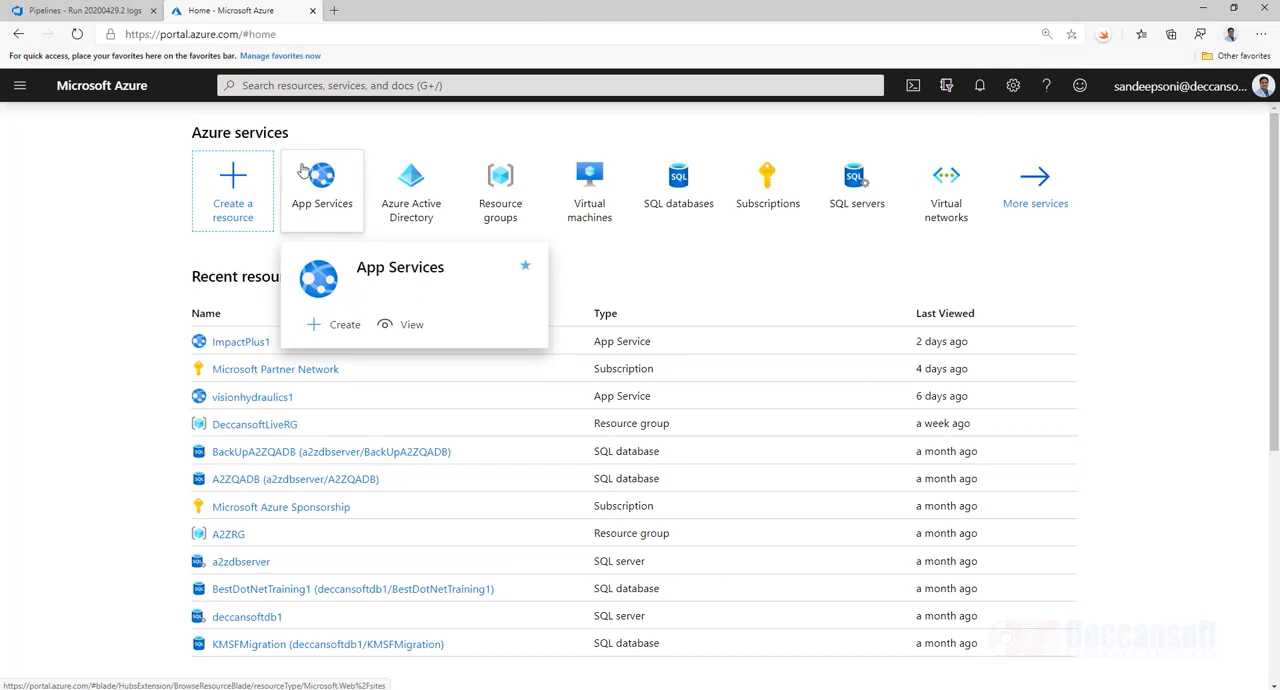 Pipelines - Run 20200429.2 logs
Home - Microsoft Azure
https://portal.azure.com/#home
For quick access, place your favorites here on the favorites bar. Manage favorites now
Other favorites
Microsoft Azure
Search resources, services, and docs (G+/)
sandeepsoni@deccanso...
Azure services
Create a resource
App Services
Azure Active Directory
Resource groups
Virtual machines
SQL databases
Subscriptions
SQL servers
Virtual networks
More services
App Services
Create
View
Recent resou
Name Type Last Viewed
ImpactPlus1 App Service 2 days ago
Microsoft Partner Network Subscription 4 days ago
visionhydraulics1 App Service 6 days ago
DeccansoftLiveRG Resource group a week ago
BackUpA2ZQADB (a2zdbserver/BackUpA2ZQADB) SQL database a month ago
A2ZQADB (a2zdbserver/A2ZQADB) SQL database a month ago
Microsoft Azure Sponsorship Subscription a month ago
A2ZRG Resource group a month ago
a2zdbserver SQL server a month ago
BestDotNetTraining1 (deccansoftdb1/BestDotNetTraining1) SQL database a month ago
deccansoftdb1 SQL server a month ago
KMSFMigration (deccansoftdb1/KMSFMigration) SQL database a month ago
Deccansoft
https://portal.azure.com/#blade/HubsExtension/BrowseResourceBlade/resourceType/Microsoft.Web%2Fsites